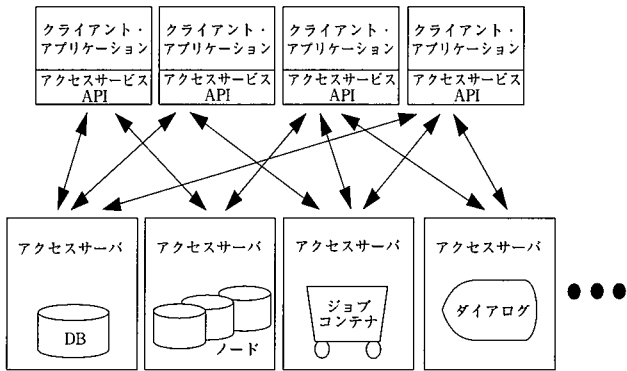 クライアント・
アプリケーション
アクセスサービス
API
クライアント・
アプリケーション
アクセスサービス
API
クライアント・
アプリケーション
アクセスサービス
API
クライアント・
アプリケーション
アクセスサービス
API
アクセスサーバ
DB
アクセスサーバ
ノード
アクセスサーバ
ジョブ
コンテナ
アクセスサーバ
ダイアログ